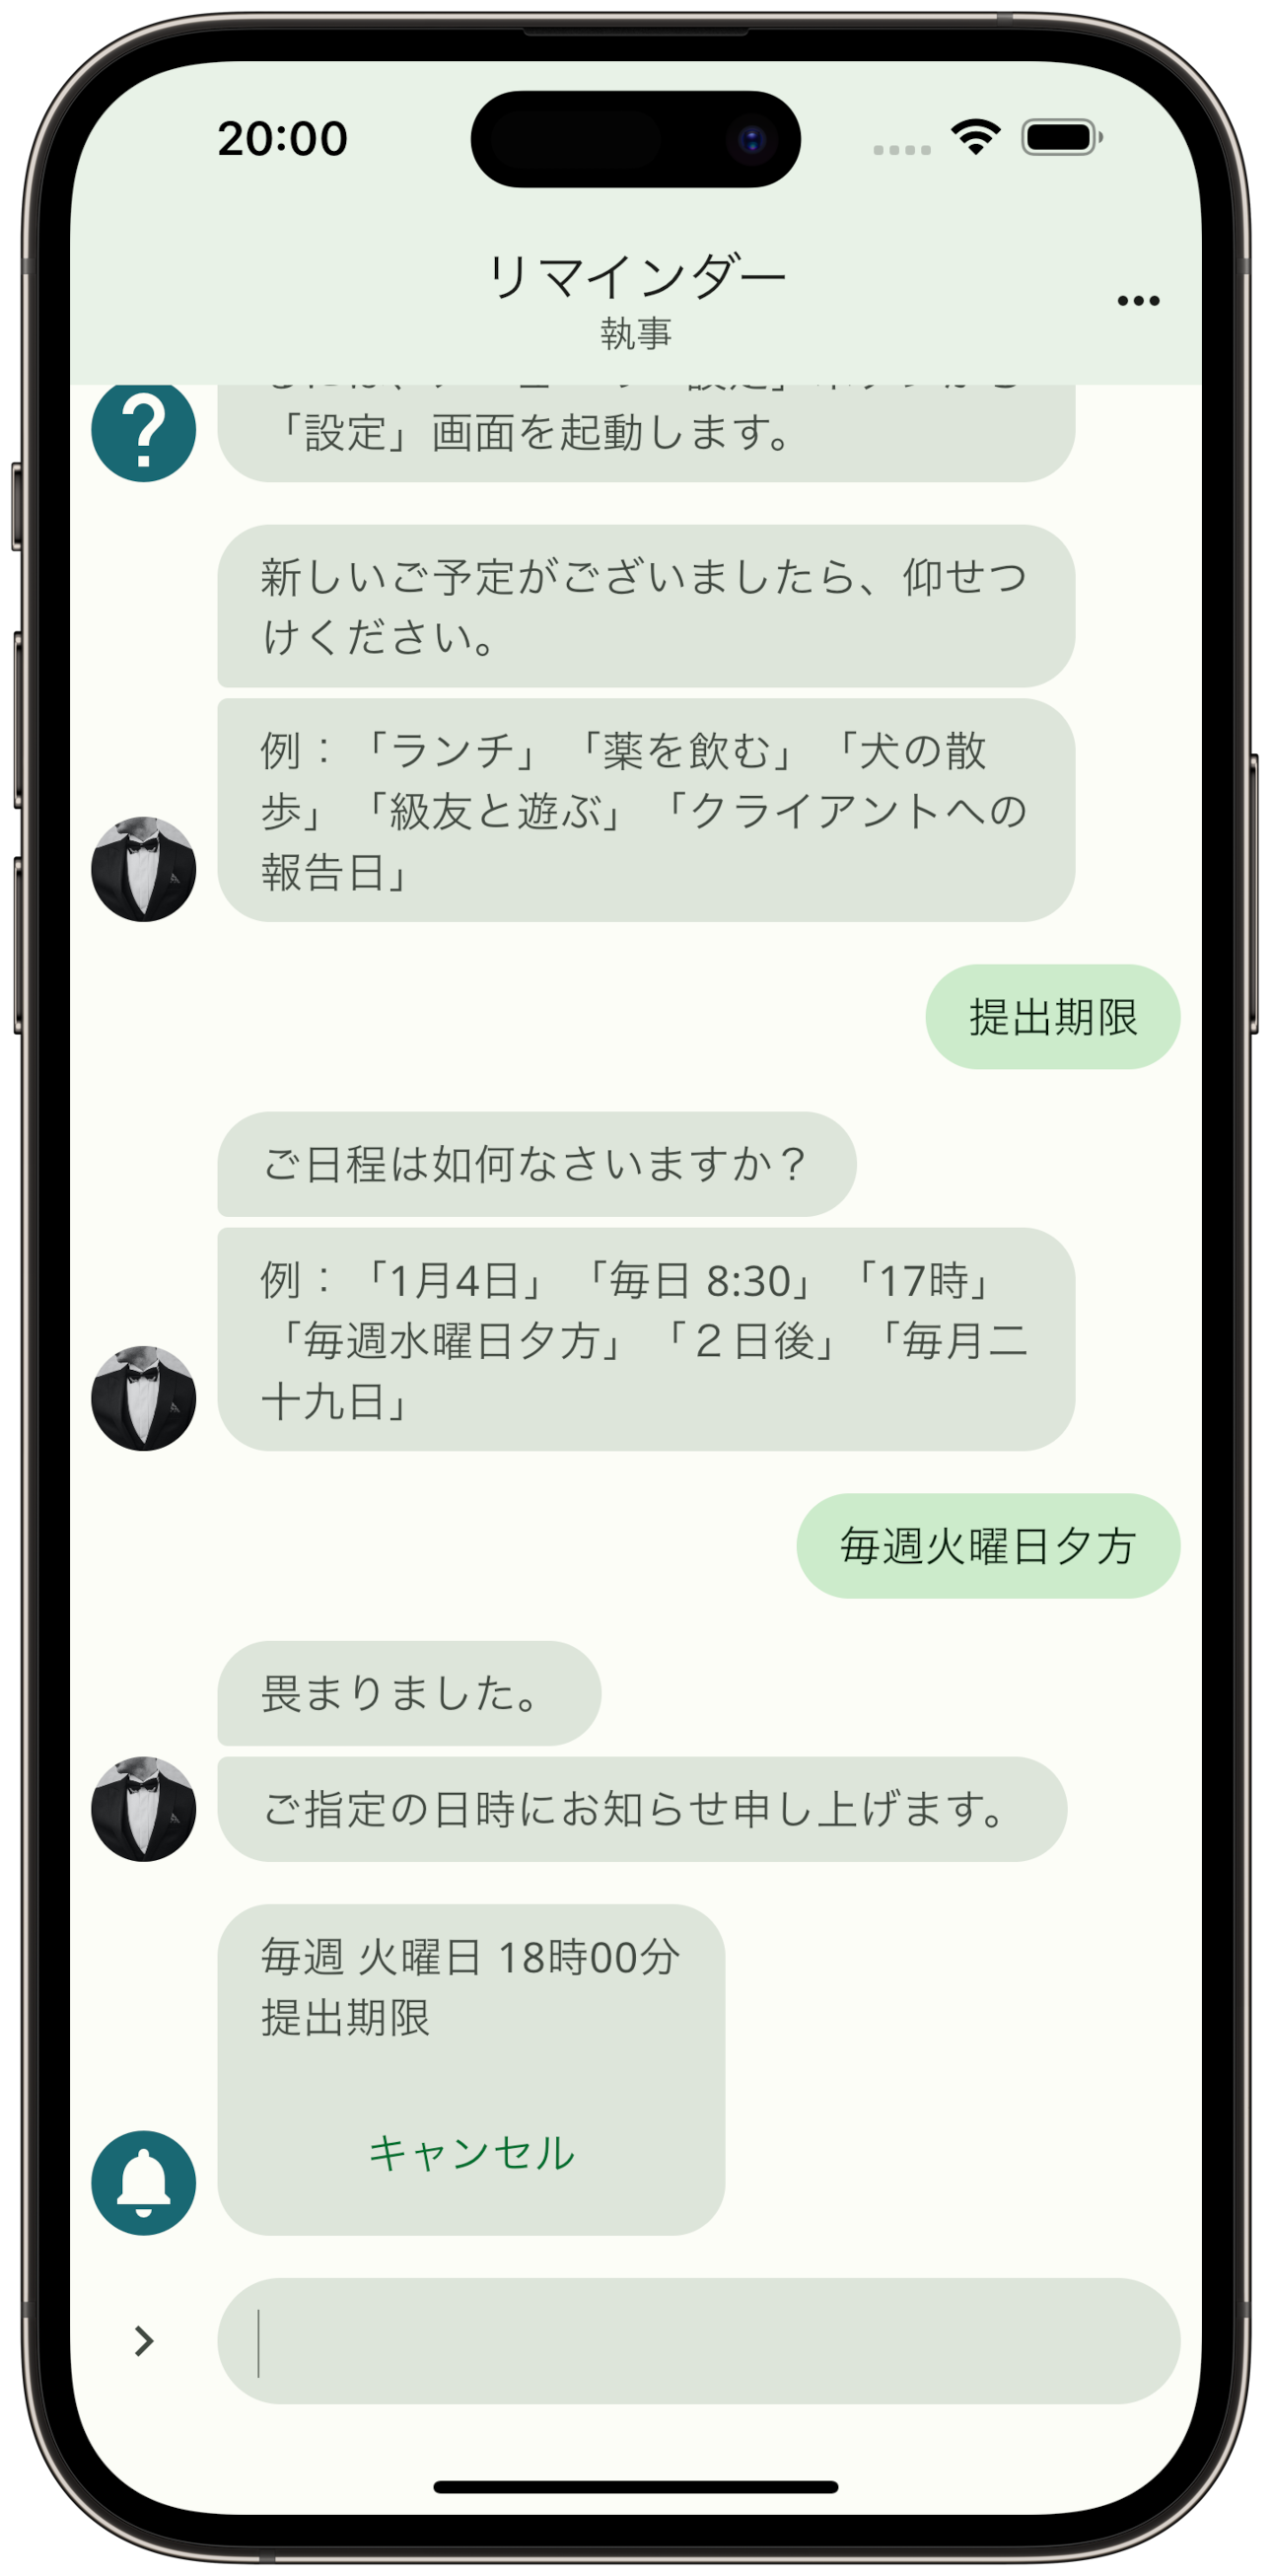 20:00
リマインダー
執事
「設定」画面を起動します。
新しいご予定がございましたら、仰せつ
けください。
例：「ランチ」「薬を飲む」「犬の散
歩」「級友と遊ぶ」「クライアントへの
報告日」
提出期限
ご日程は如何なさいますか？
例：「1月4日」「毎日 8:30」「17時」
「毎週水曜日夕方」「２日後」「毎月二
十九日」
毎週火曜日夕方
畏まりました。
ご指定の日時にお知らせ申し上げます。
毎週 火曜日 18時00分
提出期限
キャンセル